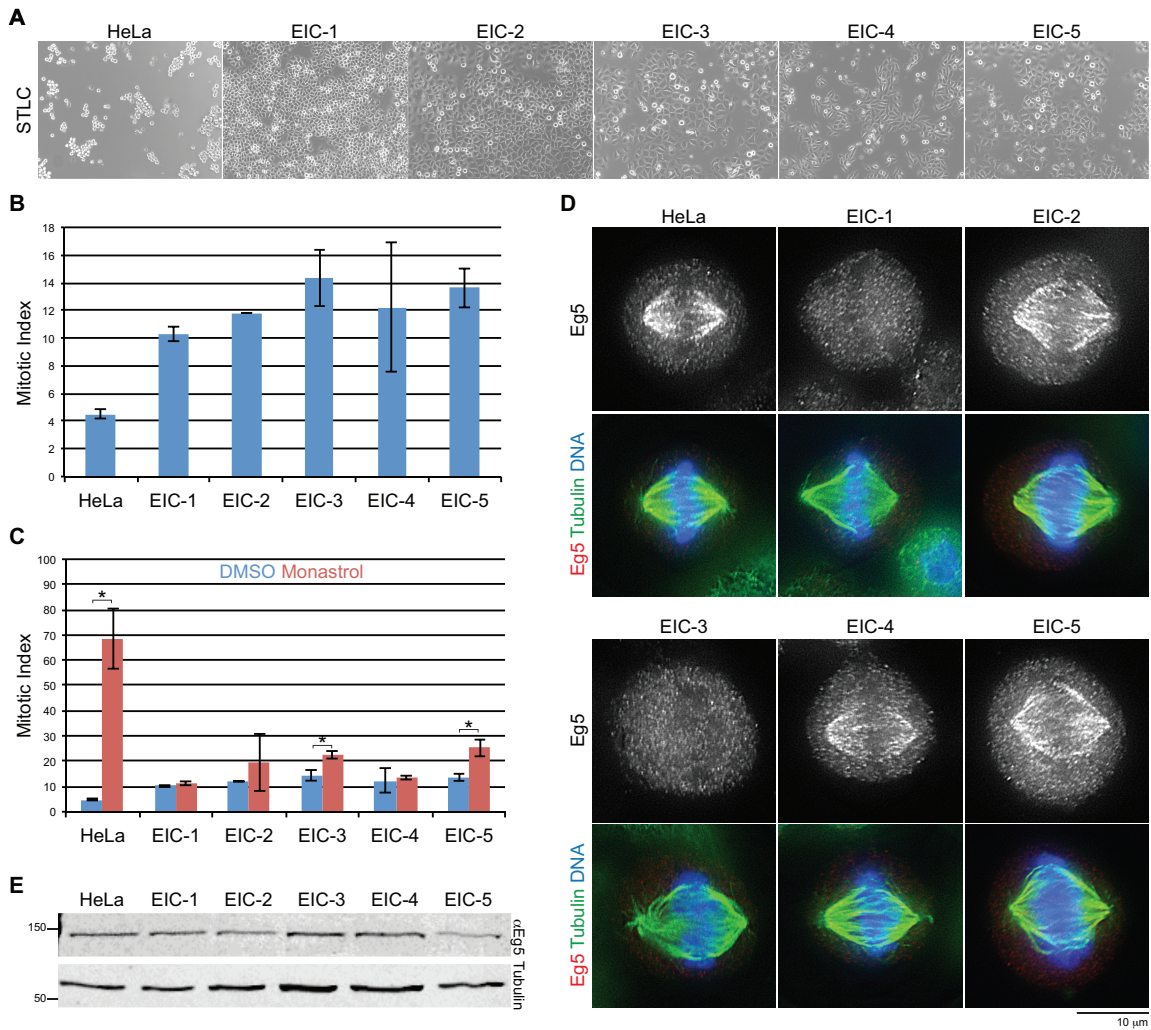 A
HeLa EIC-1 EIC-2 EIC-3 EIC-4 EIC-5
STLC
B
Mitotic Index
18
16
14
12
10
8
6
4
2
0
HeLa EIC-1 EIC-2 EIC-3 EIC-4 EIC-5
C
DMSO Monastrol
Mitotic Index
100
90
80
70
60
50
40
30
20
10
0
* * *
HeLa EIC-1 EIC-2 EIC-3 EIC-4 EIC-5
D
HeLa EIC-1 EIC-2
Eg5
Eg5 Tubulin DNA
EIC-3 EIC-4 EIC-5
Eg5
Eg5 Tubulin DNA
10 μm
E
HeLa EIC-1 EIC-2 EIC-3 EIC-4 EIC-5
150
αEg5
50
Tubulin